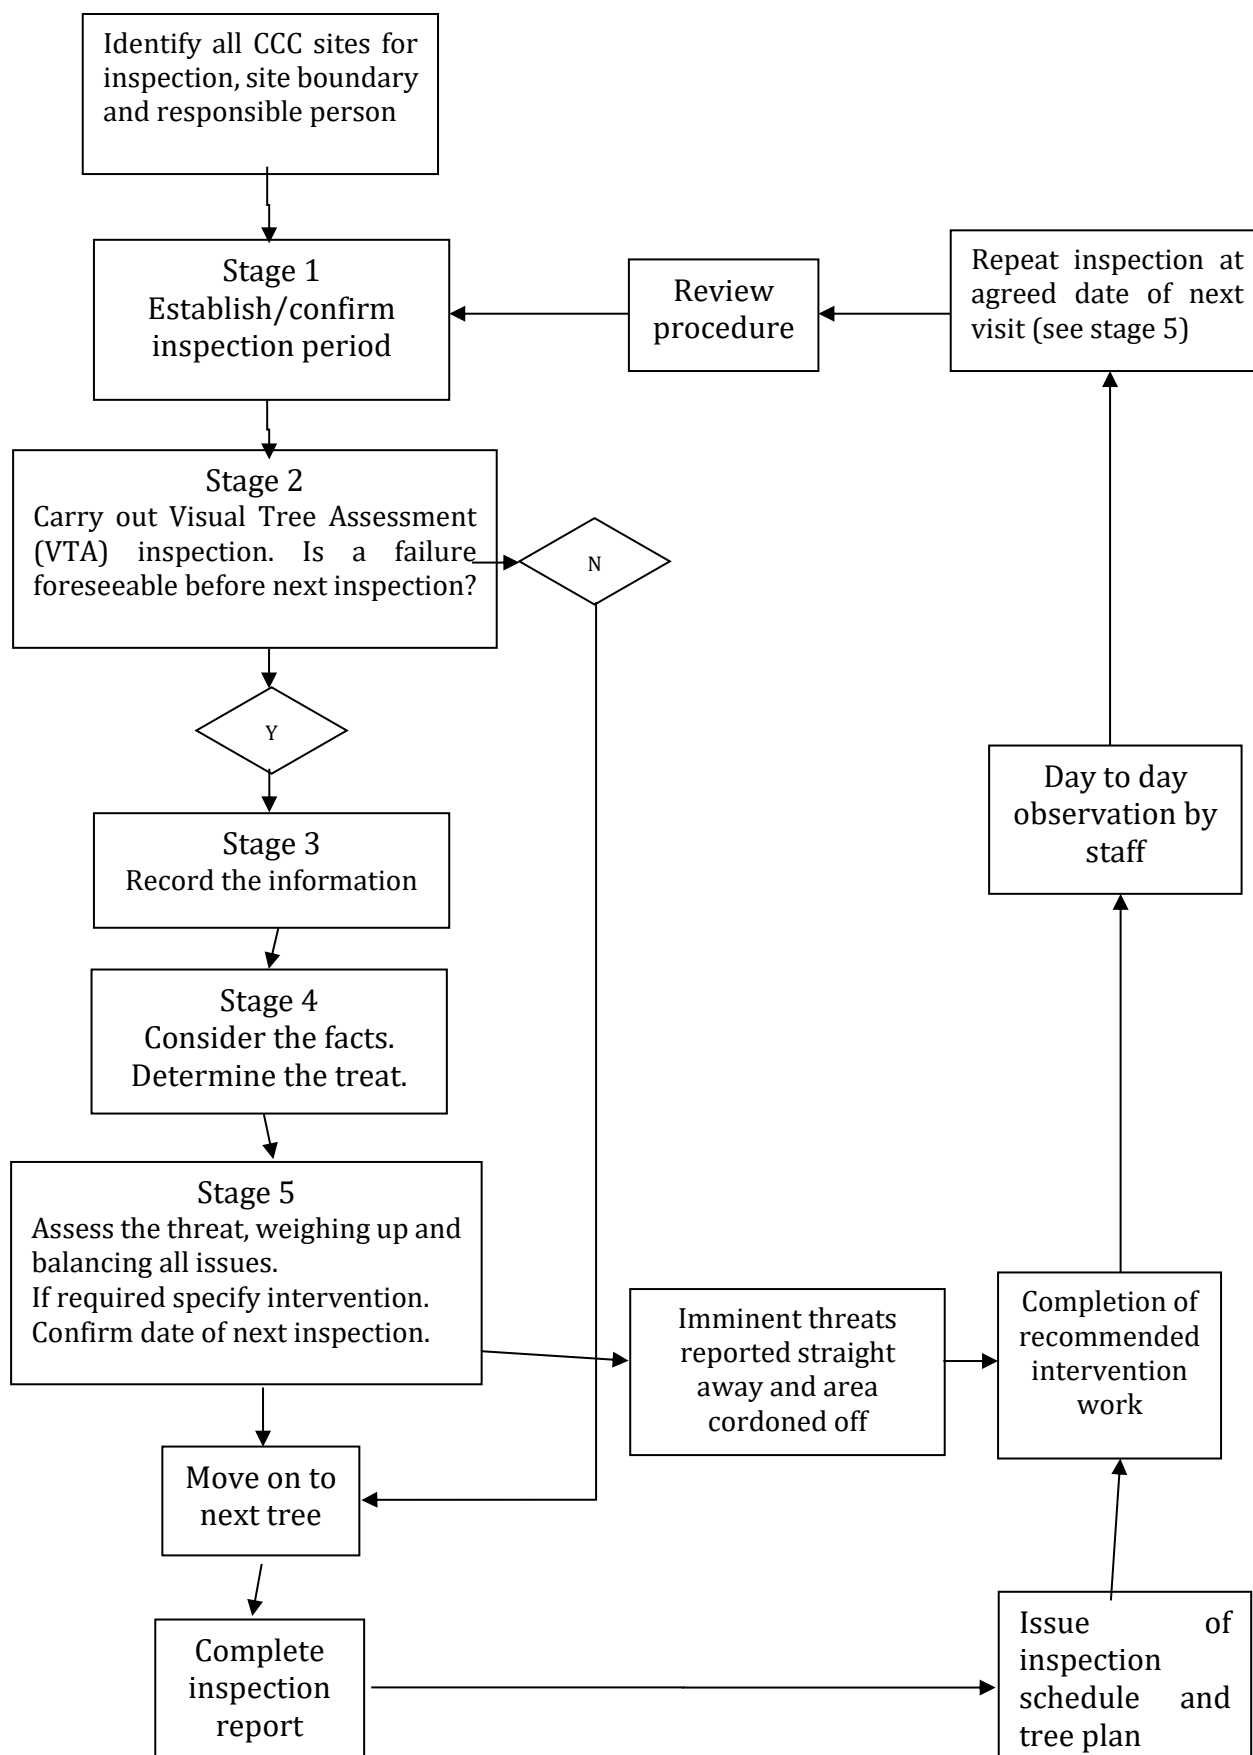 Identify all CCC sites for
inspection, site boundary
and responsible person
Stage 1
Establish/confirm
inspection period
Review
procedure
Repeat inspection at
agreed date of next
visit (see stage 5)
Stage 2
Carry out Visual Tree Assessment
(VTA) inspection. Is a failure
foreseeable before next inspection?
N
Y
Stage 3
Record the information
Day to day
observation by
staff
Stage 4
Consider the facts.
Determine the treat.
Stage 5
Assess the threat, weighing up and
balancing all issues.
If required specify intervention.
Confirm date of next inspection.
Imminent threats
reported straight
away and area
cordoned off
Completion of
recommended
intervention
work
Move on to
next tree
Complete
inspection
report
Issue of
inspection
schedule and
tree plan